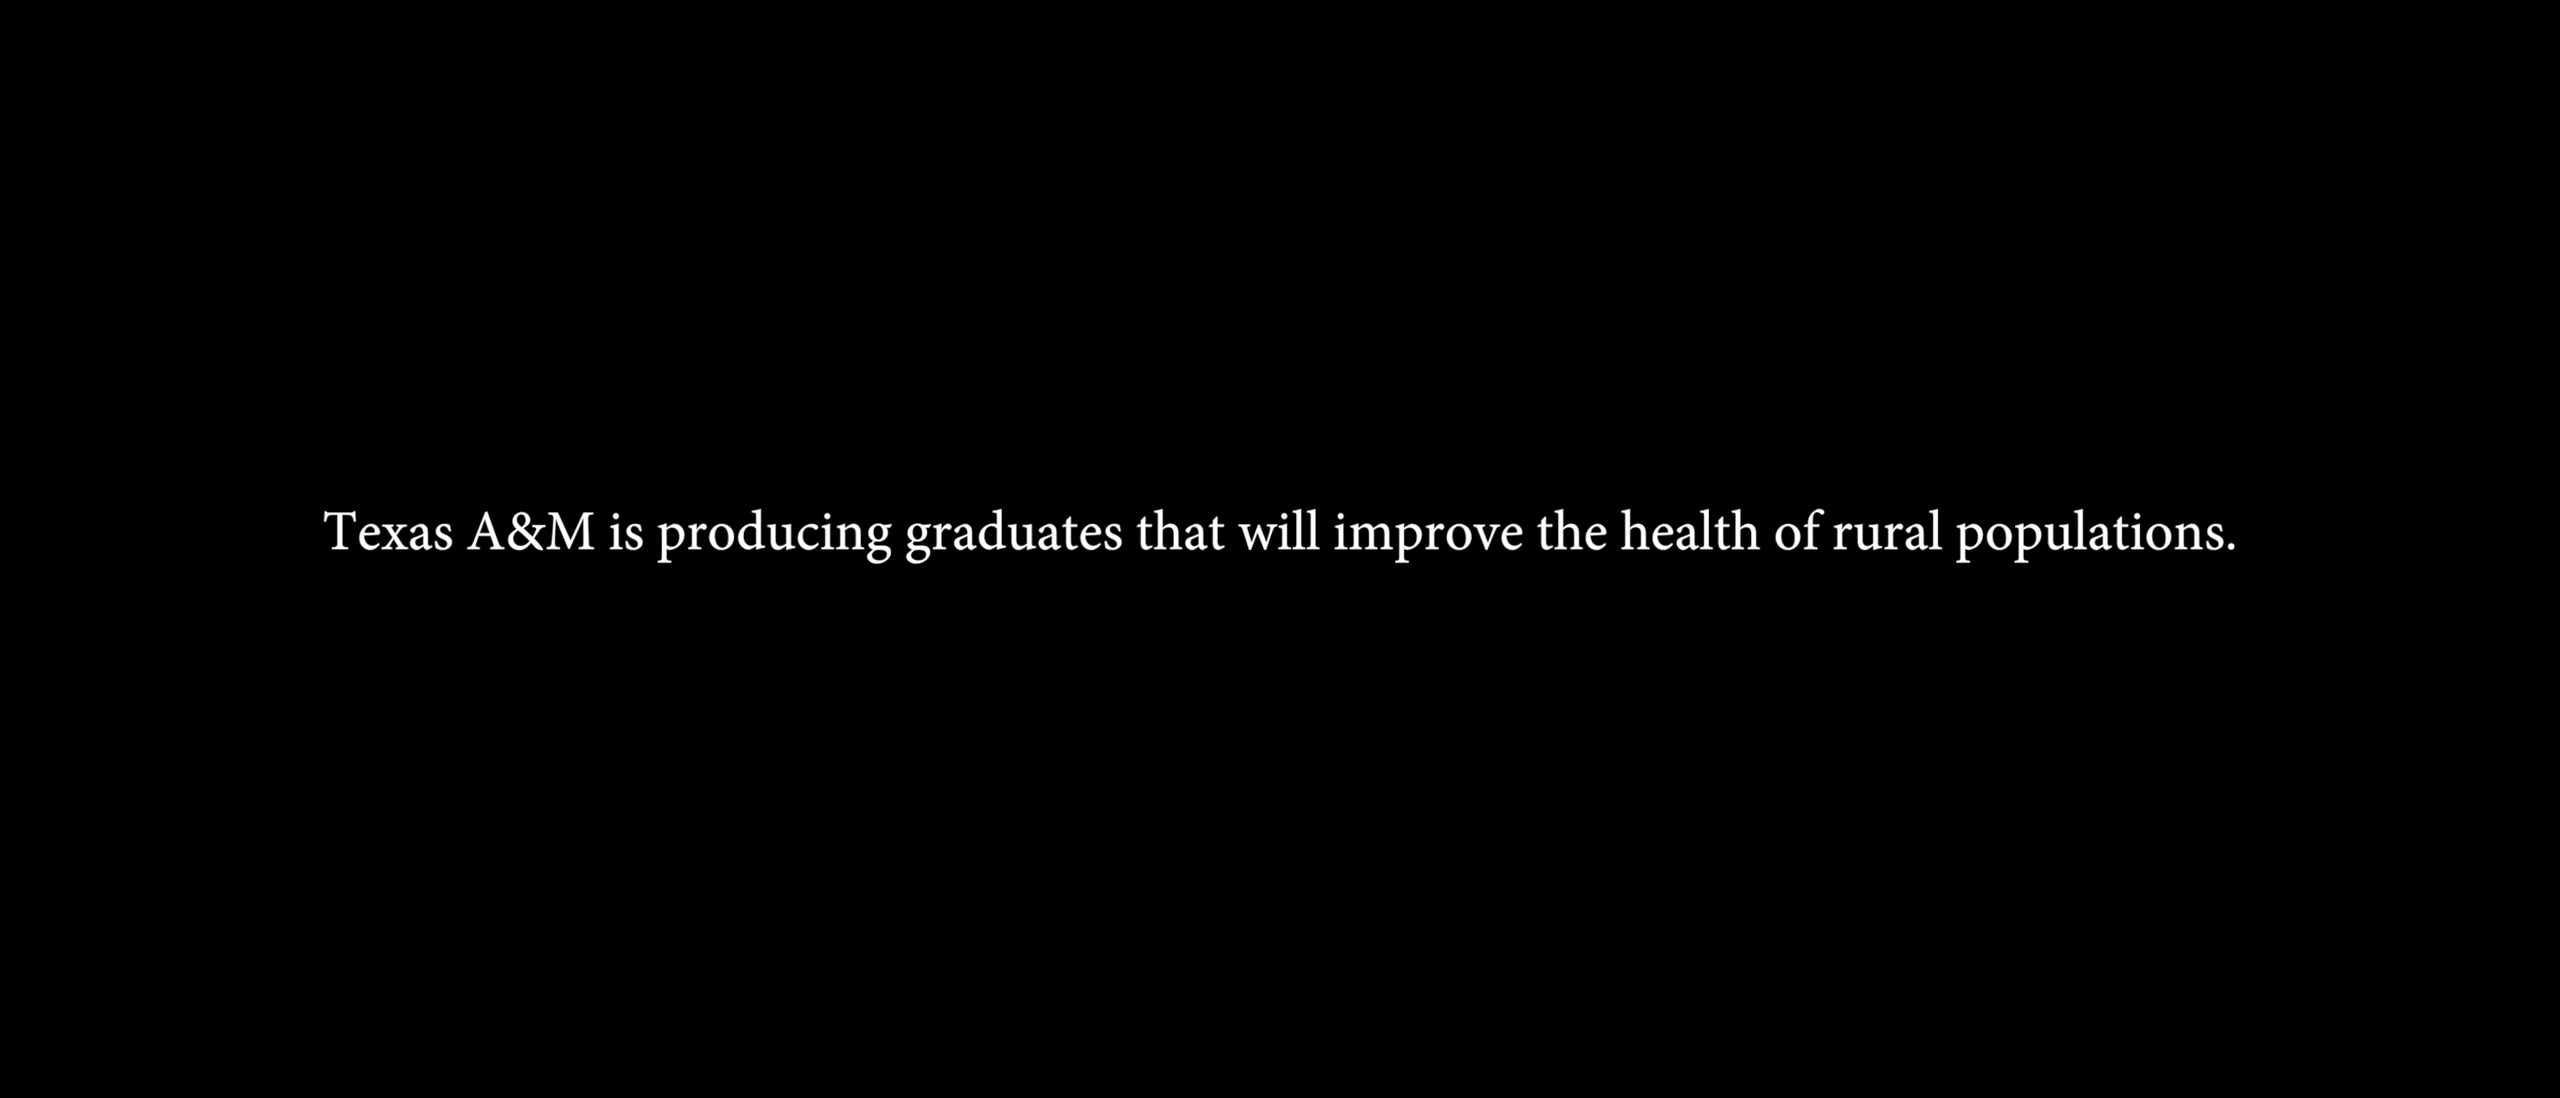 Texas A&M is producing graduates that will improve the health of rural populations.